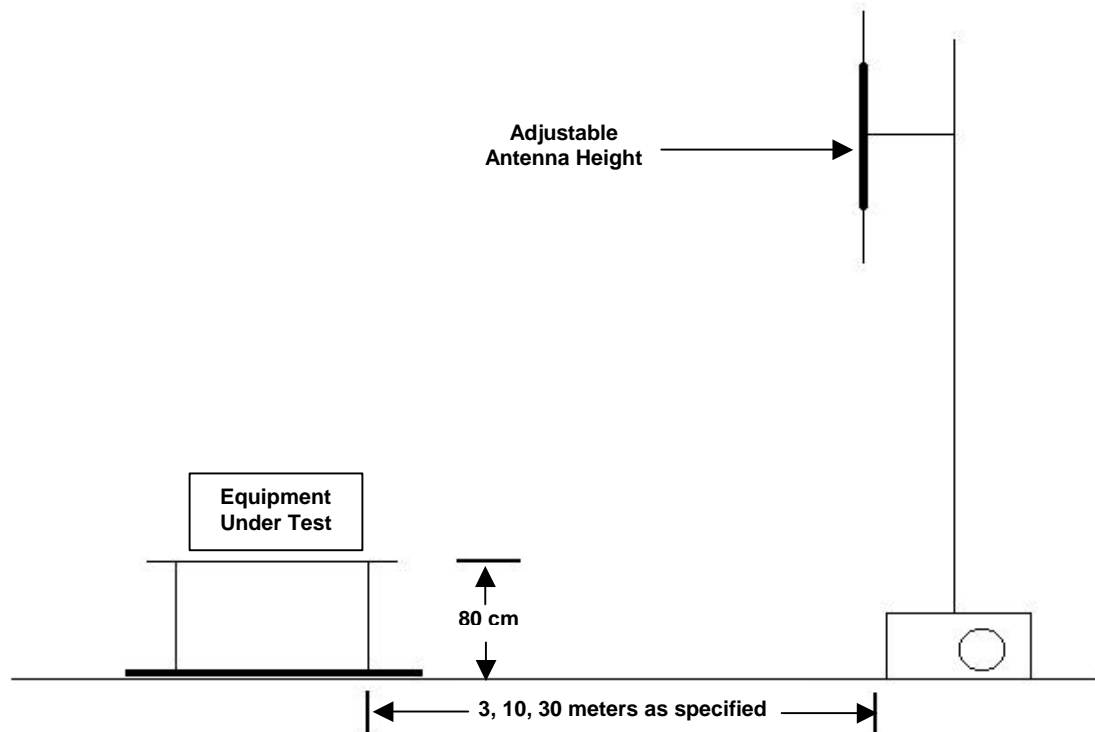 Adjustable
Antenna Height
Equipment
Under Test
80 cm
3, 10, 30 meters as specified